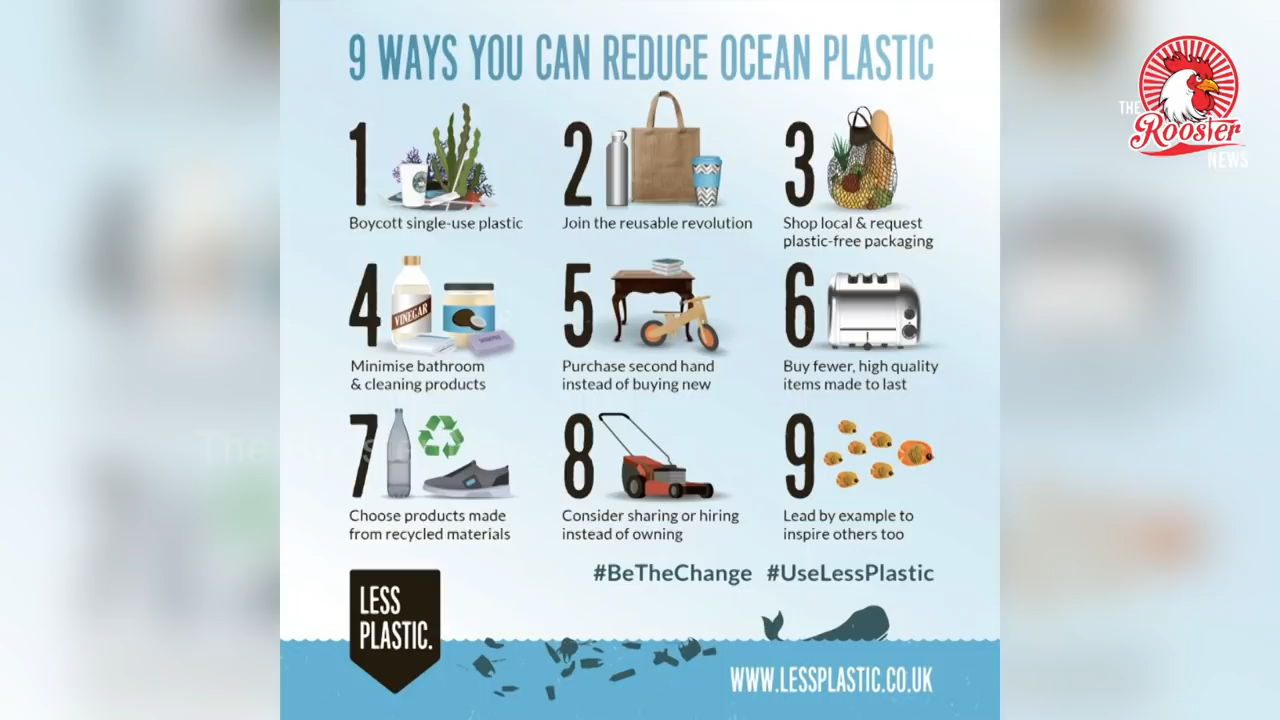 9 WAYS YOU CAN REDUCE OCEAN PLASTIC
THE
Rooster
NEWS
1
Boycott single-use plastic
2
Join the reusable revolution
3
Shop local & request
plastic-free packaging
4
VINEGAR
Minimise bathroom
& cleaning products
5
Purchase second hand
instead of buying new
6
Buy fewer, high quality
items made to last
7
Choose products made
from recycled materials
8
Consider sharing or hiring
instead of owning
9
Lead by example to
inspire others too
#BeTheChange #UseLessPlastic
LESS
PLASTIC.
WWW.LESSPLASTIC.CO.UK